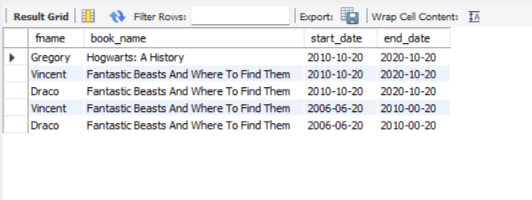 Result Grid Filter Rows: Export: Wrap Cell Content: IA
fname book_name start_date end_date
Gregory Hogwarts: A History 2010-10-20 2020-10-20
Vincent Fantastic Beasts And Where To Find Them 2010-10-20 2020-10-20
Draco Fantastic Beasts And Where To Find Them 2010-10-20 2020-10-20
Vincent Fantastic Beasts And Where To Find Them 2006-06-20 2010-00-20
Draco Fantastic Beasts And Where To Find Them 2006-06-20 2010-00-20